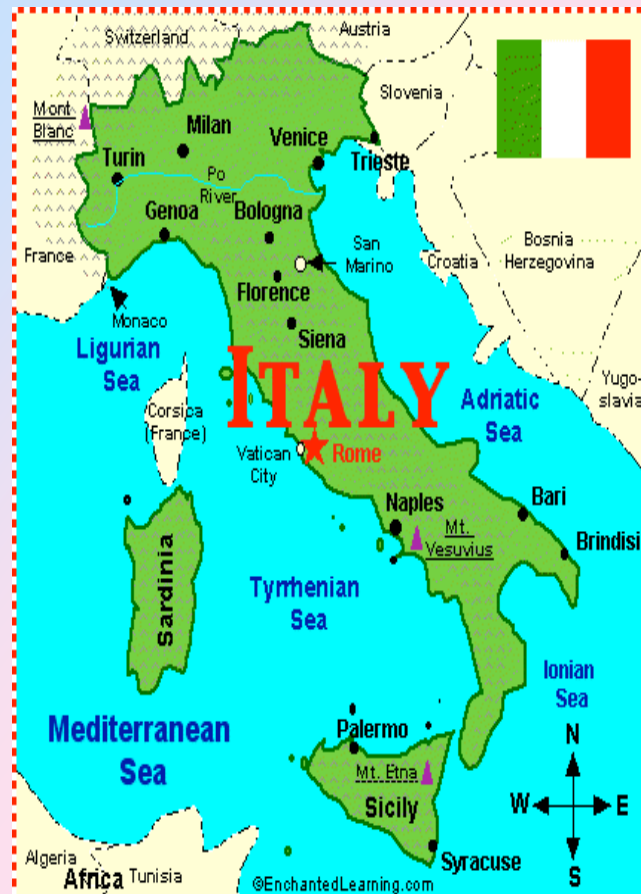 Switzerland
Austria
Mont
Blanc
Slovenia
Milan
Venice
Trieste
Turin
Po
River
Genoa
Bologna
San
Marino
Croatia
Bosnia
Herzegovina
France
Florence
Monaco
Siena
Ligurian
Sea
ITALY
Yugo-
slavia
Adriatic
Sea
Corsica
(France)
Vatican
City
Rome
Naples
Mt.
Vesuvius
Bari
Brindisi
Sardinia
Tyrrhenian
Sea
Ionian
Sea
Mediterranean
Sea
Palermo
Mt. Etna
Sicily
N
W E
S
Syracuse
Algeria
Africa Tunisia
©EnchantedLearning.com